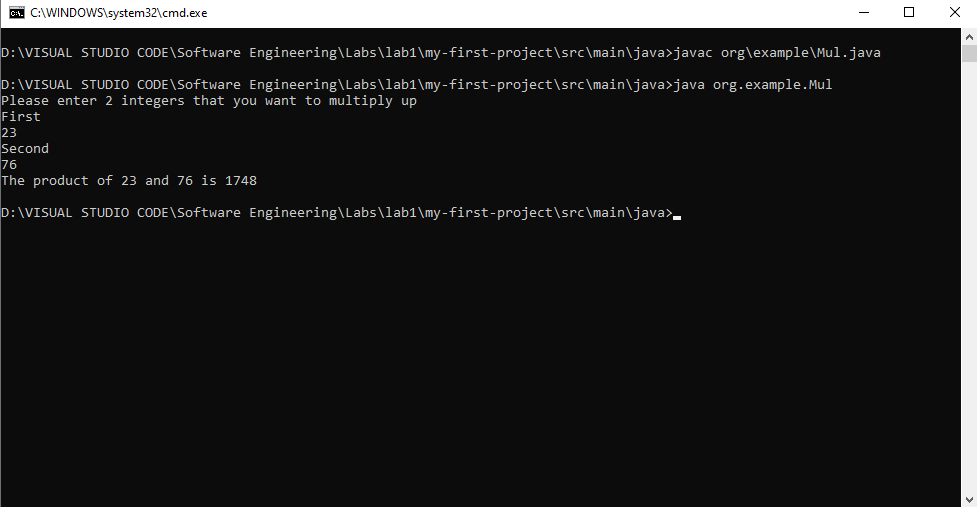 C:\WINDOWS\system32\cmd.exe
D:\VISUAL STUDIO CODE\Software Engineering\Labs\lab1\my-first-project\src\main\java>javac org\example\Mul.java
D:\VISUAL STUDIO CODE\Software Engineering\Labs\lab1\my-first-project\src\main\java>java org.example.Mul
Please enter 2 integers that you want to multiply up
First
23
Second
76
The product of 23 and 76 is 1748
D:\VISUAL STUDIO CODE\Software Engineering\Labs\lab1\my-first-project\src\main\java>